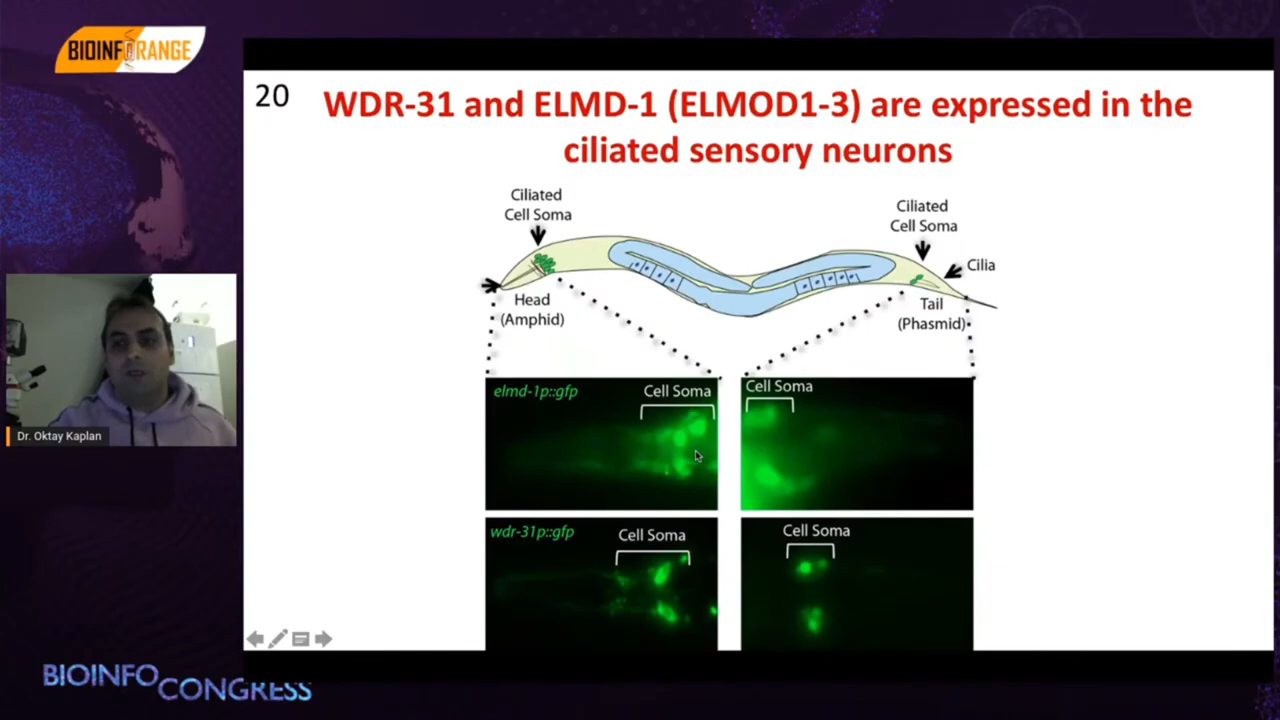 BIOINFORANGE
20
WDR-31 and ELMD-1 (ELMOD1-3) are expressed in the
ciliated sensory neurons
Ciliated
Cell Soma
Ciliated
Cell Soma
Cilia
Head
(Amphid)
Tail
(Phasmid)
elmd-1p::gfp
Cell Soma
Cell Soma
wdr-31p::gfp
Cell Soma
Cell Soma
Dr. Oktay Kaplan
BIOINFO
CONGRESS